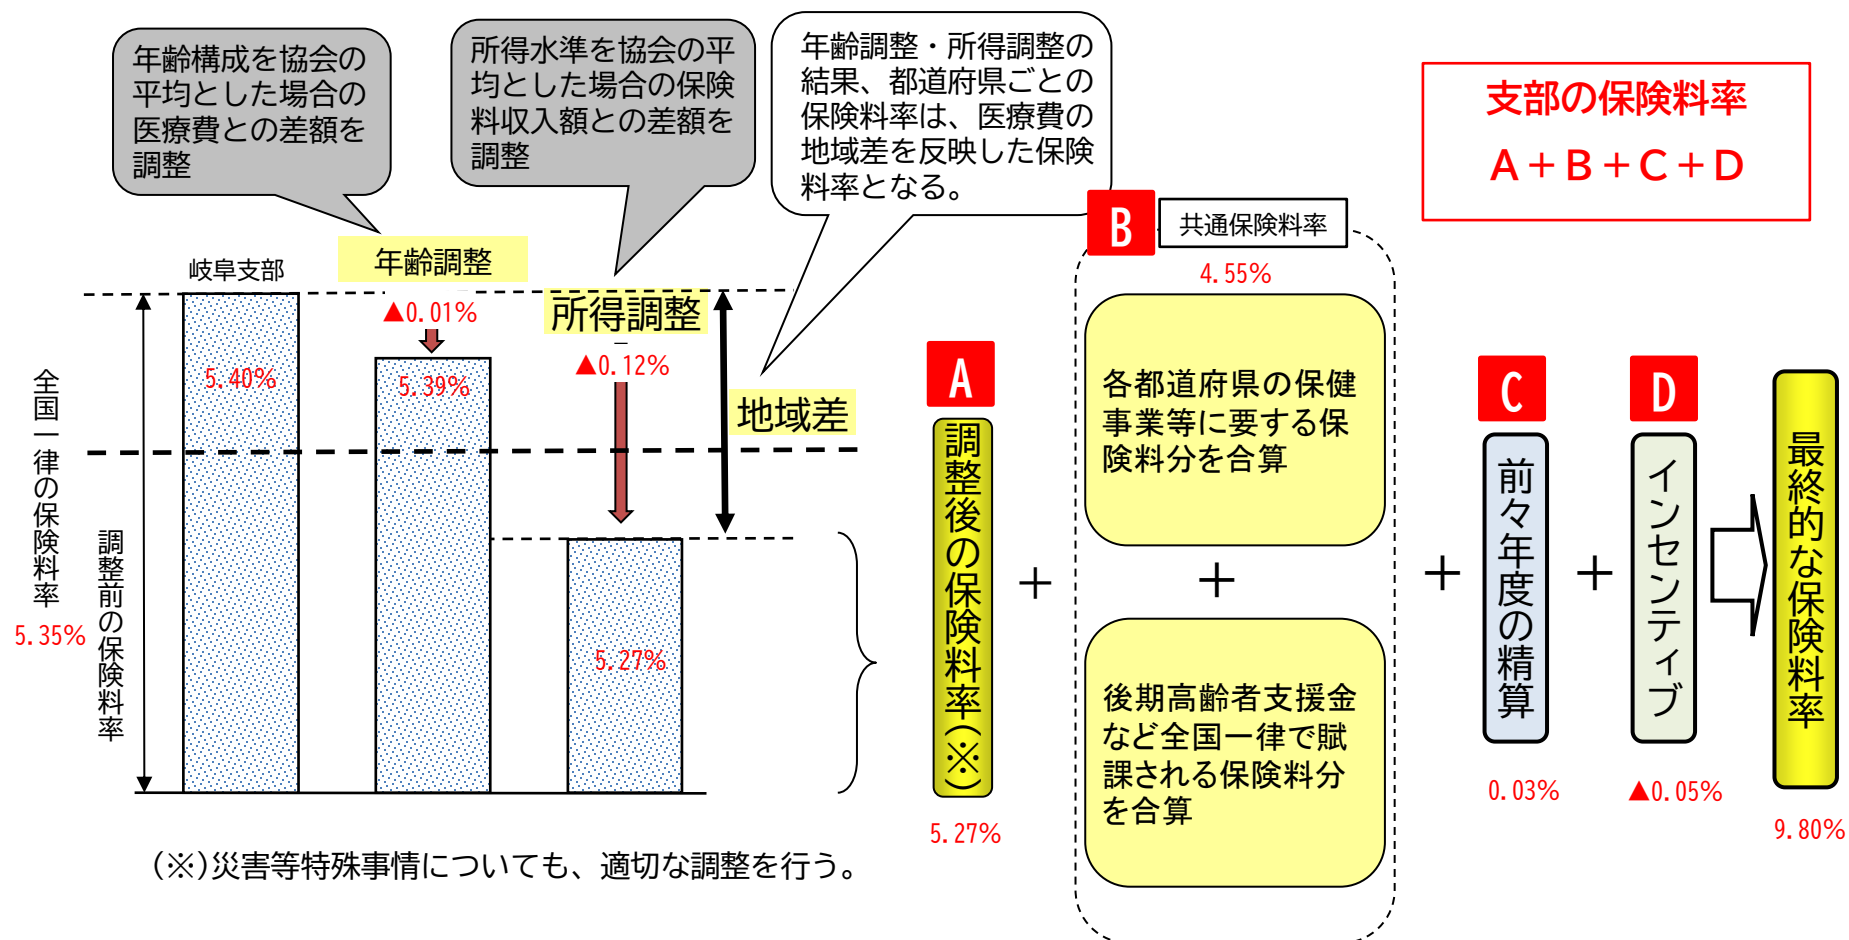 年齢構成を協会の
平均とした場合の
医療費との差額を
調整
所得水準を協会の平
均とした場合の保険
料収入額との差額を
調整
年齢調整・所得調整の
結果、都道府県ごとの
保険料率は、医療費の
地域差を反映した保険
料率となる。
支部の保険料率
A+B+C+D
岐阜支部
年齢調整
▲0.01%
所得調整
▲0.12%
地域差
5.40%
5.39%
5.27%
全国一律の保険料率
5.35%
調整前の保険料率
A
調整後の保険料率(※)
5.27%
+
B
共通保険料率
4.55%
各都道府県の保健
事業等に要する保
険料分を合算
+
後期高齢者支援金
など全国一律で賦
課される保険料分
を合算
+
C
前々年度の精算
0.03%
+
D
インセンティブ
▲0.05%
最終的な保険料率
9.80%
(※)災害等特殊事情についても、適切な調整を行う。